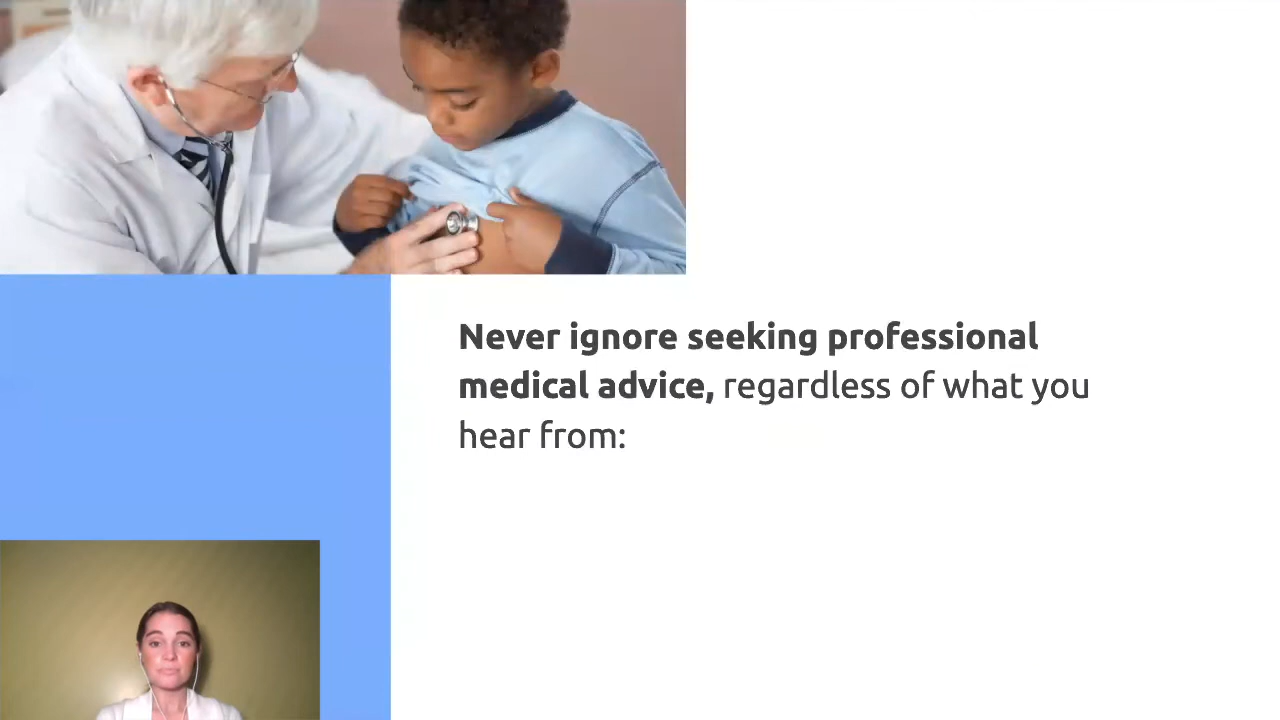 Never ignore seeking professional
medical advice, regardless of what you
hear from: